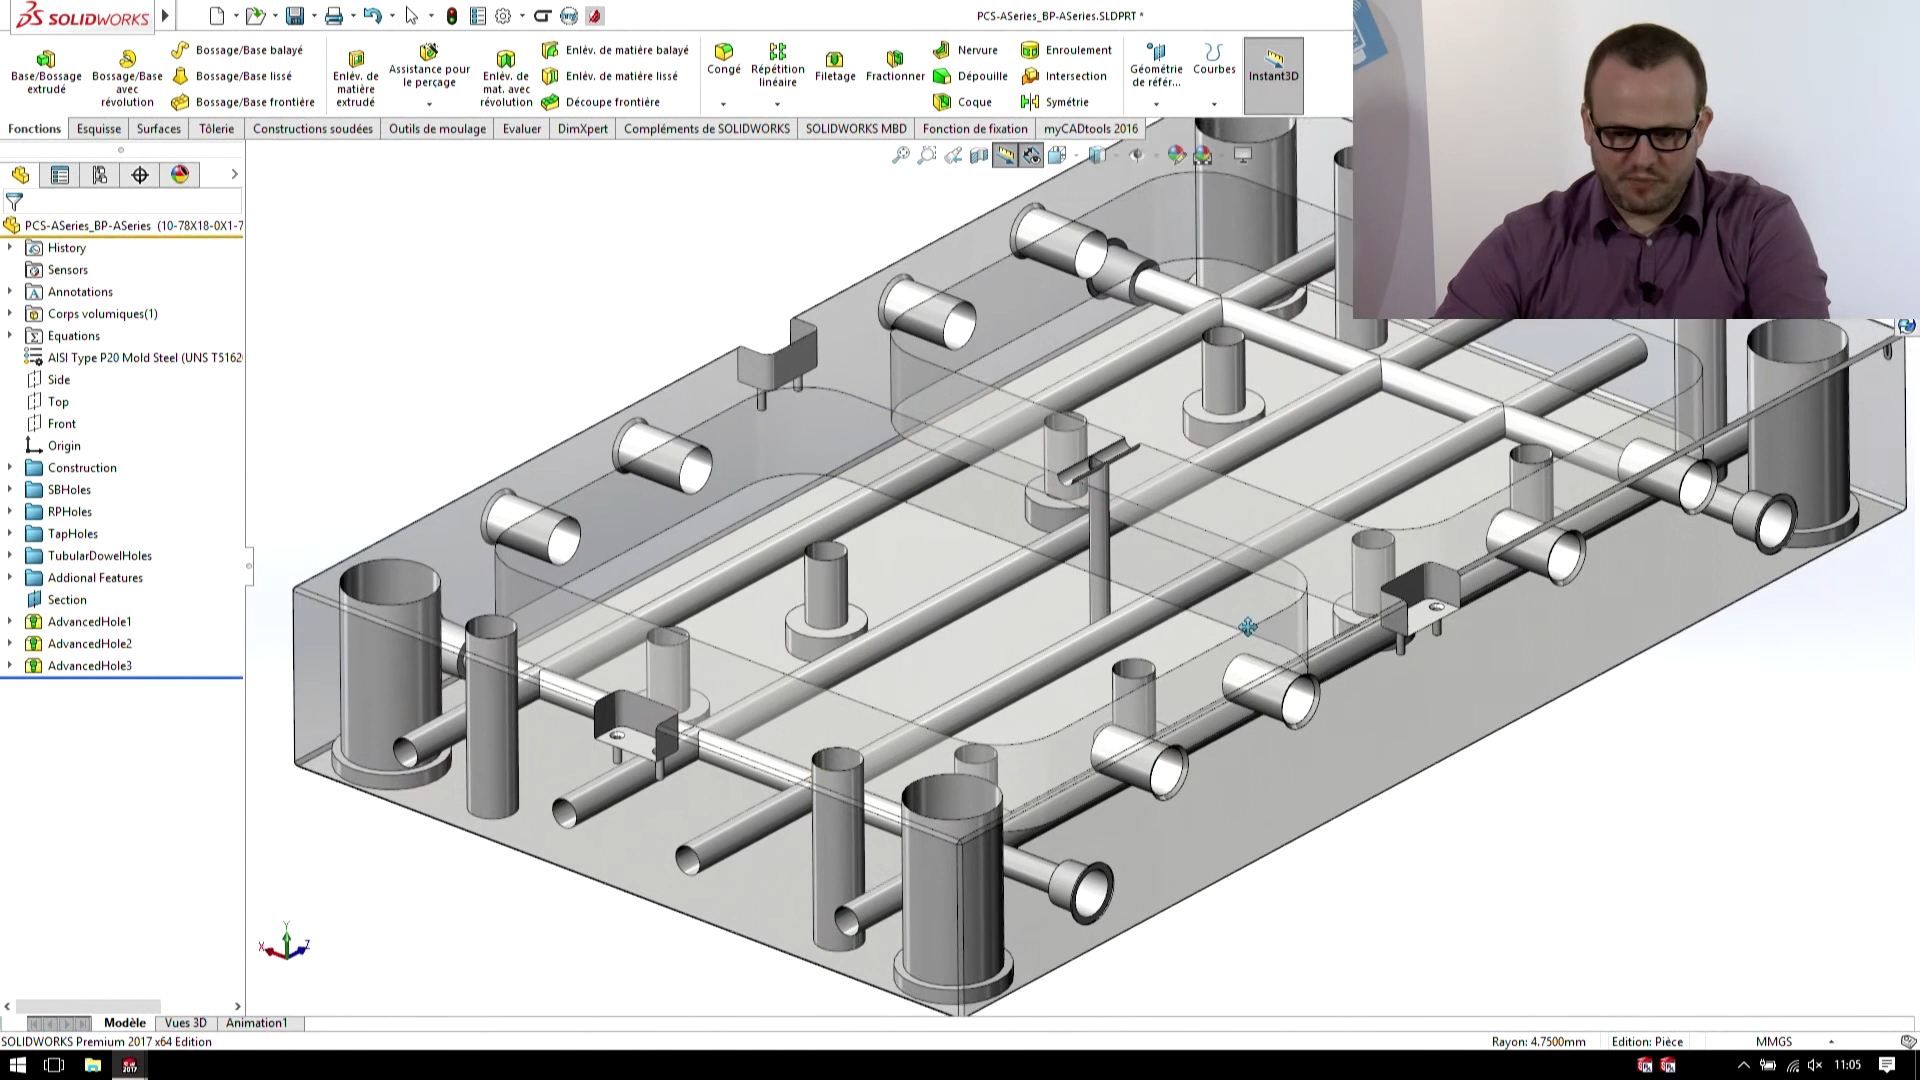 SOLIDWORKS
PCS-ASeries_BP-ASeries.SLDPRT *
Base/Bossage
extrudé
Bossage/Base
avec
révolution
Bossage/Base balayé
Bossage/Base lissé
Bossage/Base frontière
Enlèv. de
matière
extrudé
Assistance pour
le perçage
Enlèv. de
mat. avec
révolution
Enlèv. de matière balayé
Enlèv. de matière lissé
Découpe frontière
Congé
Répétition
linéaire
Filetage
Fractionner
Nervure
Dépouille
Coque
Enroulement
Intersection
Symétrie
Géométrie
de référ...
Courbes
Instant3D
Fonctions
Esquisse
Surfaces
Tôlerie
Constructions soudées
Outils de moulage
Evaluer
DimXpert
Compléments de SOLIDWORKS
SOLIDWORKS MBD
Fonction de fixation
myCADtools 2016
PCS-ASeries_BP-ASeries (10-78X18-0X1-7
History
Sensors
Annotations
Corps volumiques(1)
Equations
AISI Type P20 Mold Steel (UNS T5162
Side
Top
Front
Origin
Construction
SBHoles
RPHoles
TapHoles
TubularDowelHoles
Addional Features
Section
AdvancedHole1
AdvancedHole2
AdvancedHole3
Y
X
Z
Modèle
Vues 3D
Animation1
SOLIDWORKS Premium 2017 x64 Edition
Rayon: 4.7500mm
Edition: Pièce
MMGS
2017
11:05